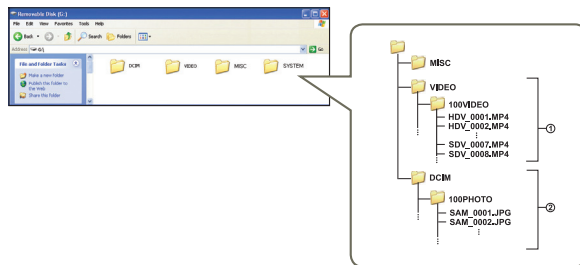 Removable Disk (G:)
File Edit View Favorites Tools Help
Back Search Folders
Address G:\ Go
File and Folder Tasks
Make a new folder
Publish this folder to the Web
Share this folder
DCIM VIDEO MISC SYSTEM
MISC
VIDEO
100VIDEO
HDV_0001.MP4
HDV_0002.MP4
SDV_0007.MP4
SDV_0008.MP4
①
DCIM
100PHOTO
SAM_0001.JPG
SAM_0002.JPG
②